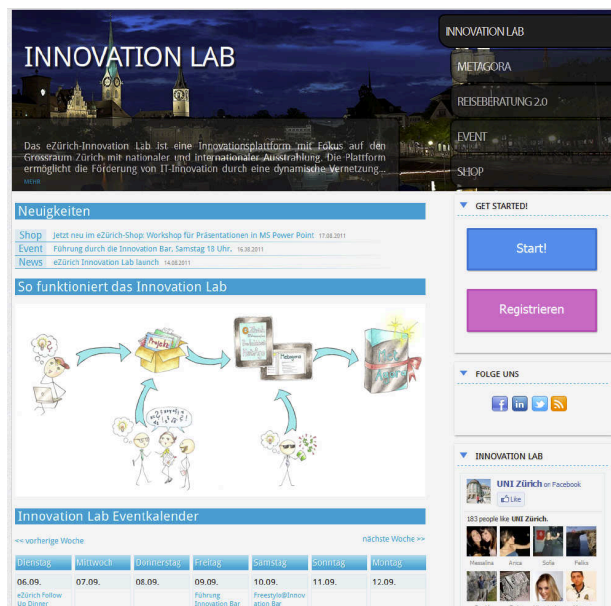 INNOVATION LAB
Das eZürich-Innovation Lab ist eine Innovationsplattform mit Fokus auf den
Grossraum Zürich mit nationaler und internationaler Ausstrahlung. Die Plattform
ermöglicht die Förderung von IT-Innovation durch eine dynamische Vernetzung...
MEHR
INNOVATION LAB
METAGORA
REISEBERATUNG 2.0
EVENT
SHOP
Neuigkeiten
Shop Jetzt neu im eZürich-Shop: Workshop für Präsentationen in MS Power Point 17.08.2011
Event Führung durch die Innovation Bar, Samstag 18 Uhr. 16.08.2011
News eZürich Innovation Lab launch 14.08.2011
So funktioniert das Innovation Lab
Projekt
Metagora
Innovation Lab Eventkalender
<< vorherige Woche
nächste Woche >>
Dienstag Mittwoch Donnerstag Freitag Samstag Sonntag Montag
06.09. 07.09. 08.09. 09.09. 10.09. 11.09. 12.09.
eZürich Follow Führung Freestyle@Innov
Up Dinner Innovation Bar ation Bar
GET STARTED!
Start!
Registrieren
FOLGE UNS
INNOVATION LAB
UNI Zürich on Facebook
Like
183 people like UNI Zürich.
Massalina Arica Sofia Palko